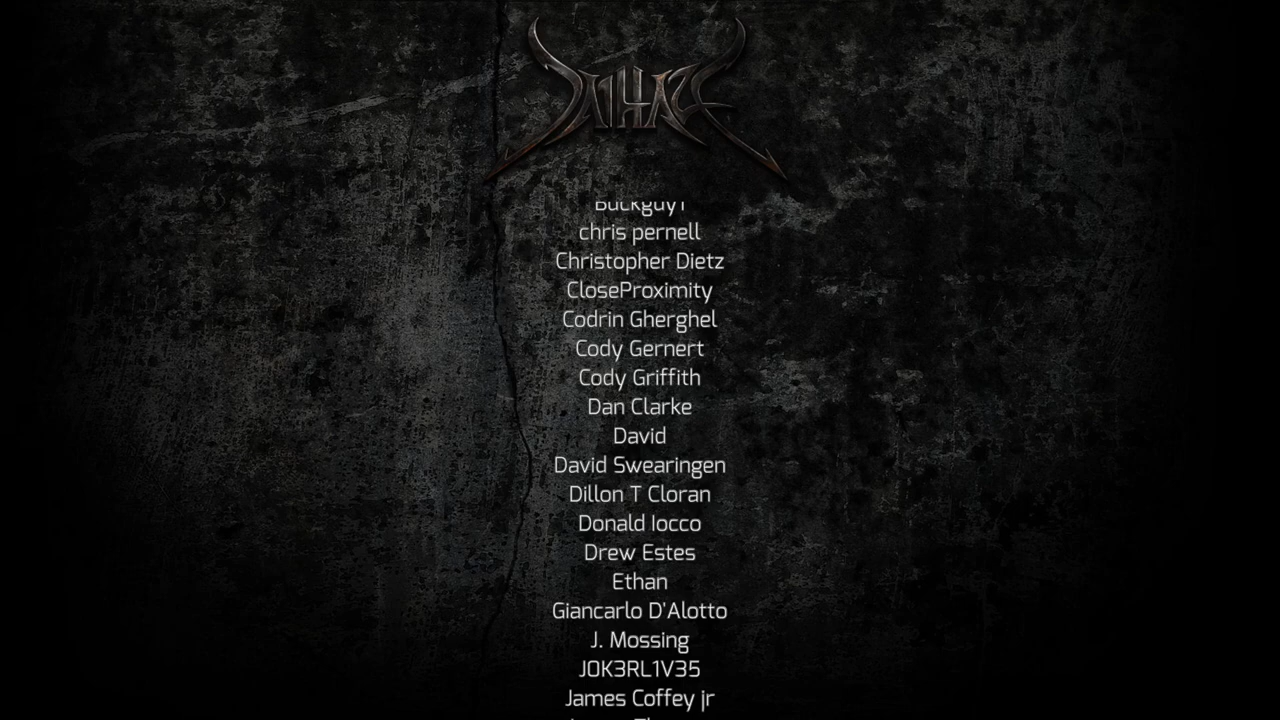 chris pernell
Christopher Dietz
CloseProximity
Codrin Gherghel
Cody Gernert
Cody Griffith
Dan Clarke
David
David Swearingen
Dillon T Cloran
Donald Iocco
Drew Estes
Ethan
Giancarlo D'Alotto
J. Mossing
J0K3RL1V35
James Coffey jr